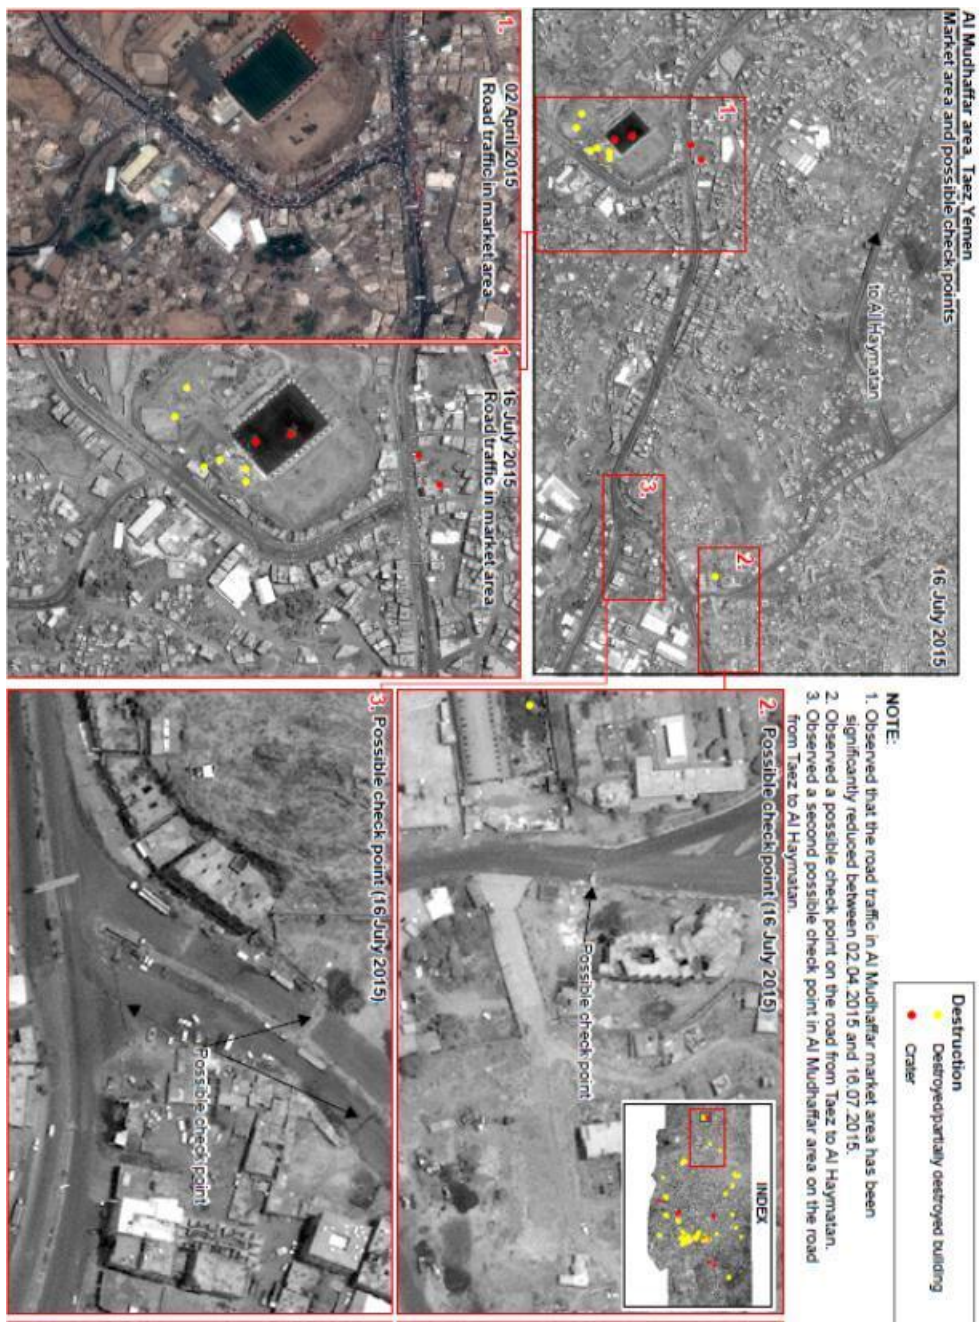 Al Mudhaffar area, Taez, Yemen
Market area and possible check points
16 July 2015
to Al Haymatan
1.
2.
3.
1.
02 April 2015
Road traffic in market area
1.
16 July 2015
Road traffic in market area
Destruction
Destroyed/partially destroyed building
Crater
NOTE:
1. Observed that the road traffic in Al Mudhaffar market area has been
significantly reduced between 02.04.2015 and 16.07.2015.
2. Observed a possible check point on the road from Taez to Al Haymatan.
3. Observed a second possible check point in Al Mudhaffar area on the road
from Taez to Al Haymatan.
2. Possible check point (16 July 2015)
Possible check point
INDEX
3. Possible check point (16 July 2015)
Possible check point